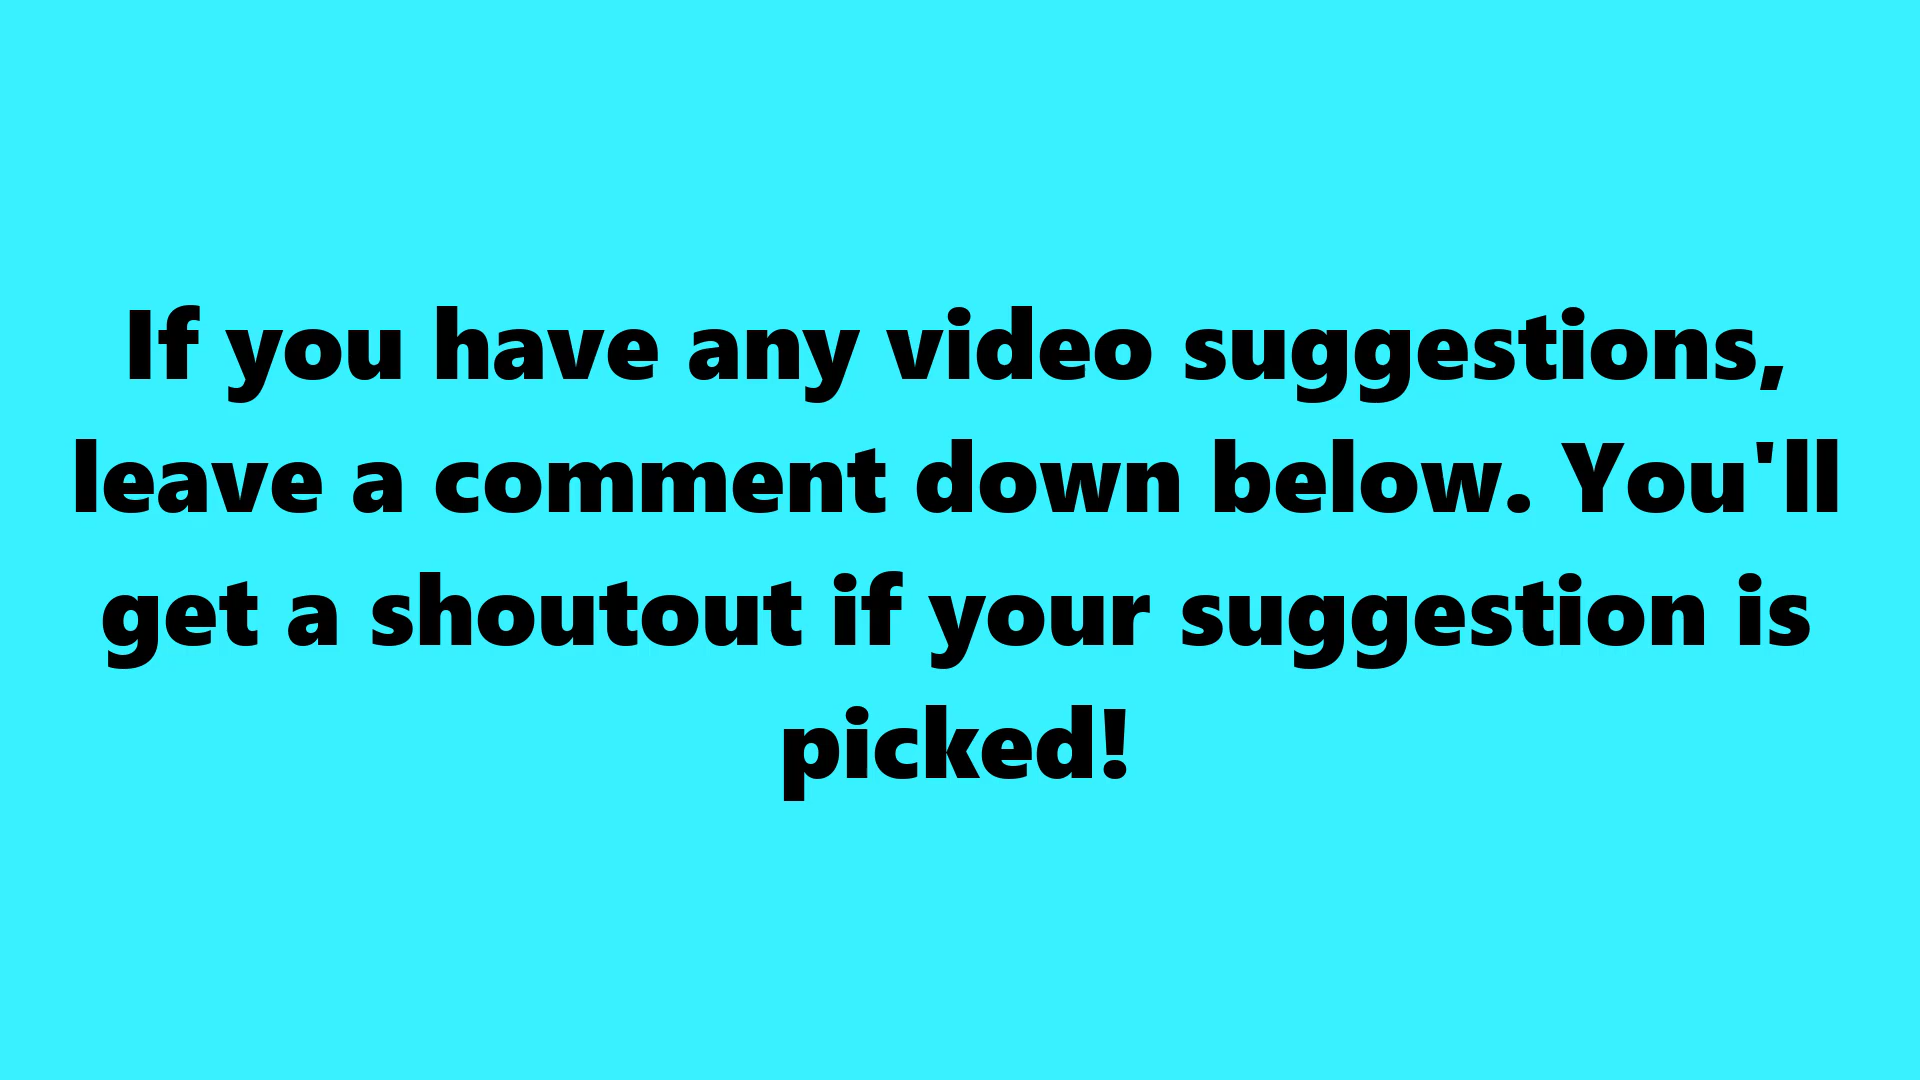 If you have any video suggestions,
leave a comment down below. You'll
get a shoutout if your suggestion is
picked!